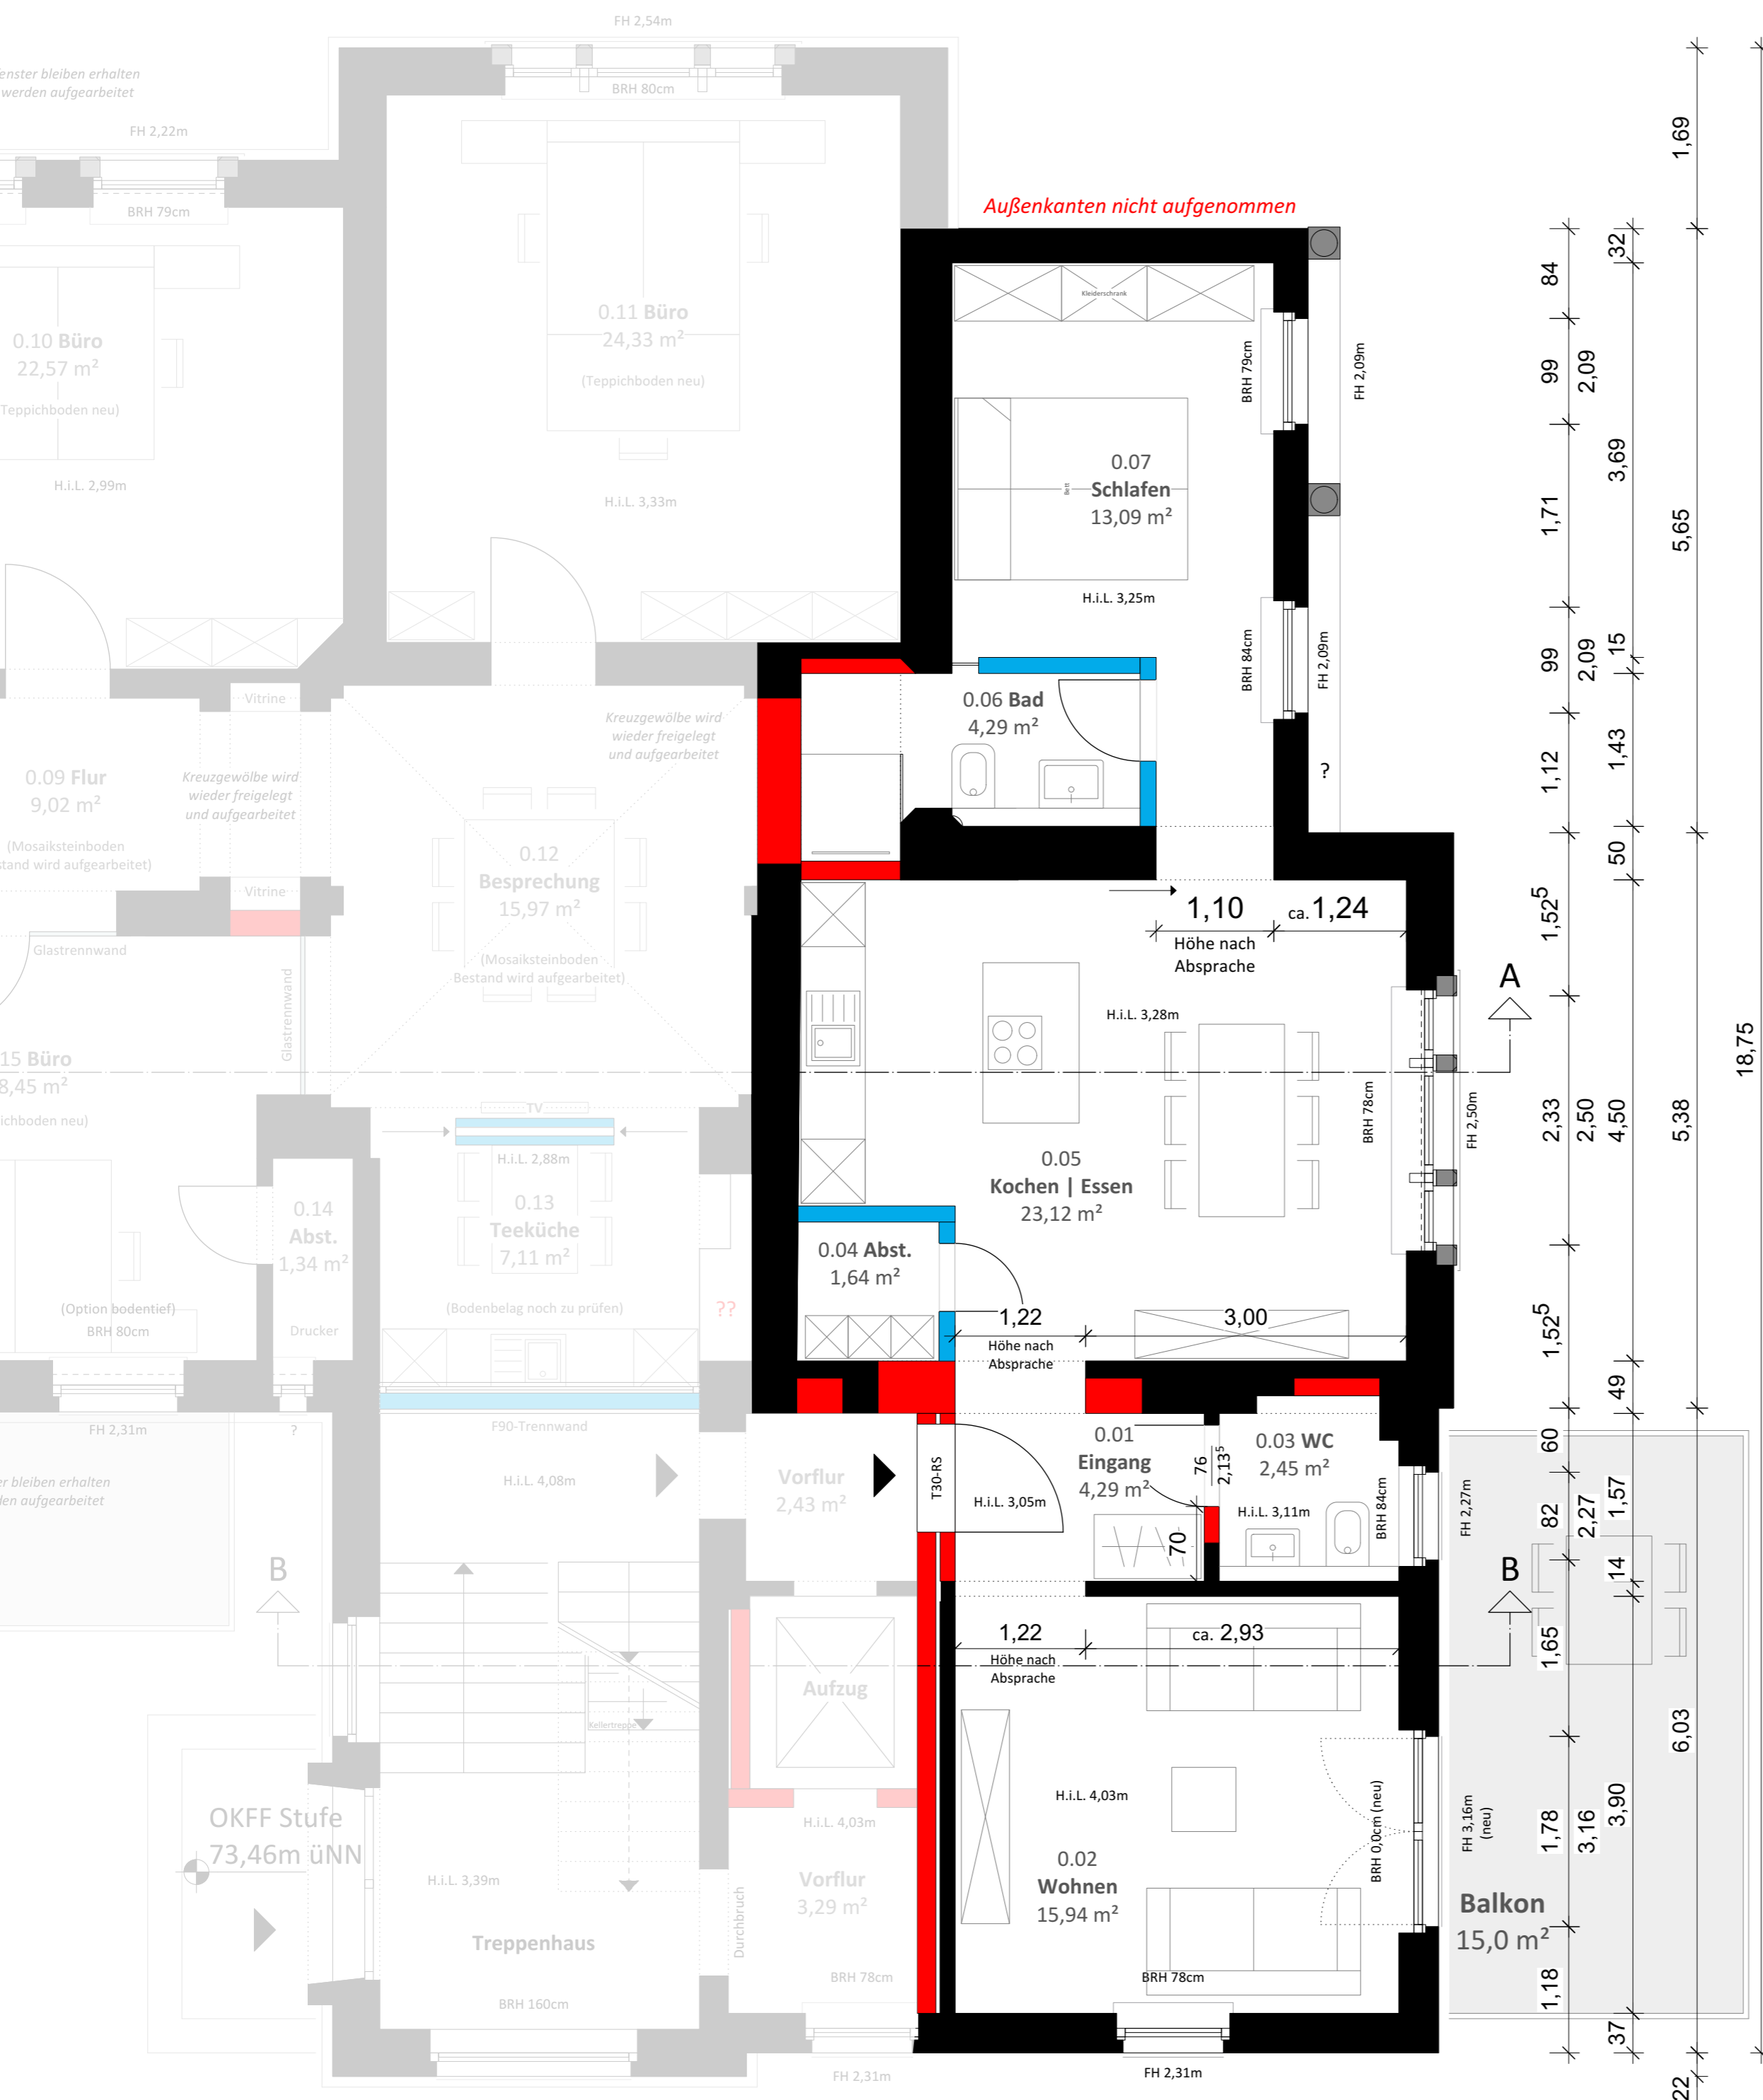 FH 2,54m
enster bleiben erhalten
werden aufgearbeitet
FH 2,22m
BRH 80cm
BRH 79cm
Außenkanten nicht aufgenommen
Kleiderschrank
0.10 Büro
22,57 m²
Teppichboden neu)
H.i.L. 2,99m
0.11 Büro
24,33 m²
(Teppichboden neu)
H.i.L. 3,33m
0.07
Schlafen
13,09 m²
Bett
H.i.L. 3,25m
BRH 79cm
FH 2,09m
BRH 84cm
FH 2,09m
Vitrine
Kreuzgewölbe wird
wieder freigelegt
und aufgearbeitet
0.06 Bad
4,29 m²
?
0.09 Flur
9,02 m²
(Mosaiksteinboden
stand wird aufgearbeitet)
Kreuzgewölbe wird
wieder freigelegt
und aufgearbeitet
Vitrine
0.12
Besprechung
15,97 m²
(Mosaiksteinboden
Bestand wird aufgearbeitet)
Glastrennwand
Glastrennwand
1,10
ca. 1,24
Höhe nach
Absprache
H.i.L. 3,28m
A
BRH 78cm
FH 2,50m
15 Büro
8,45 m²
ichboden neu)
TV
H.i.L. 2,88m
0.13
Teeküche
7,11 m²
(Bodenbelag noch zu prüfen)
0.14
Abst.
1,34 m²
Drucker
(Option bodentief)
BRH 80cm
??
0.05
Kochen | Essen
23,12 m²
0.04 Abst.
1,64 m²
1,22
3,00
Höhe nach
Absprache
FH 2,31m
?
F90-Trennwand
H.i.L. 4,08m
er bleiben erhalten
den aufgearbeitet
Vorflur
2,43 m²
T30-RS
H.i.L. 3,05m
0.01
Eingang
4,29 m²
76
2,13⁵
70
0.03 WC
2,45 m²
H.i.L. 3,11m
BRH 84cm
FH 2,27m
B
B
1,22
ca. 2,93
Höhe nach
Absprache
Aufzug
Kellertreppe
H.i.L. 4,03m
Vorflur
3,29 m²
Durchbruch
BRH 78cm
OKFF Stufe
73,46m üNN
H.i.L. 3,39m
Treppenhaus
BRH 160cm
H.i.L. 4,03m
0.02
Wohnen
15,94 m²
BRH 0,0cm (neu)
FH 3,16m
(neu)
Balkon
15,0 m²
BRH 78cm
FH 2,31m
FH 2,31m
84
99
2,09
1,71
99
2,09
1,12
1,52⁵
2,33
2,50
1,52⁵
60
82
2,27
1,65
1,78
3,16
1,18
32
3,69
15
1,43
50
4,50
49
1,57
14
3,90
37
1,69
5,65
5,38
6,03
22
18,75